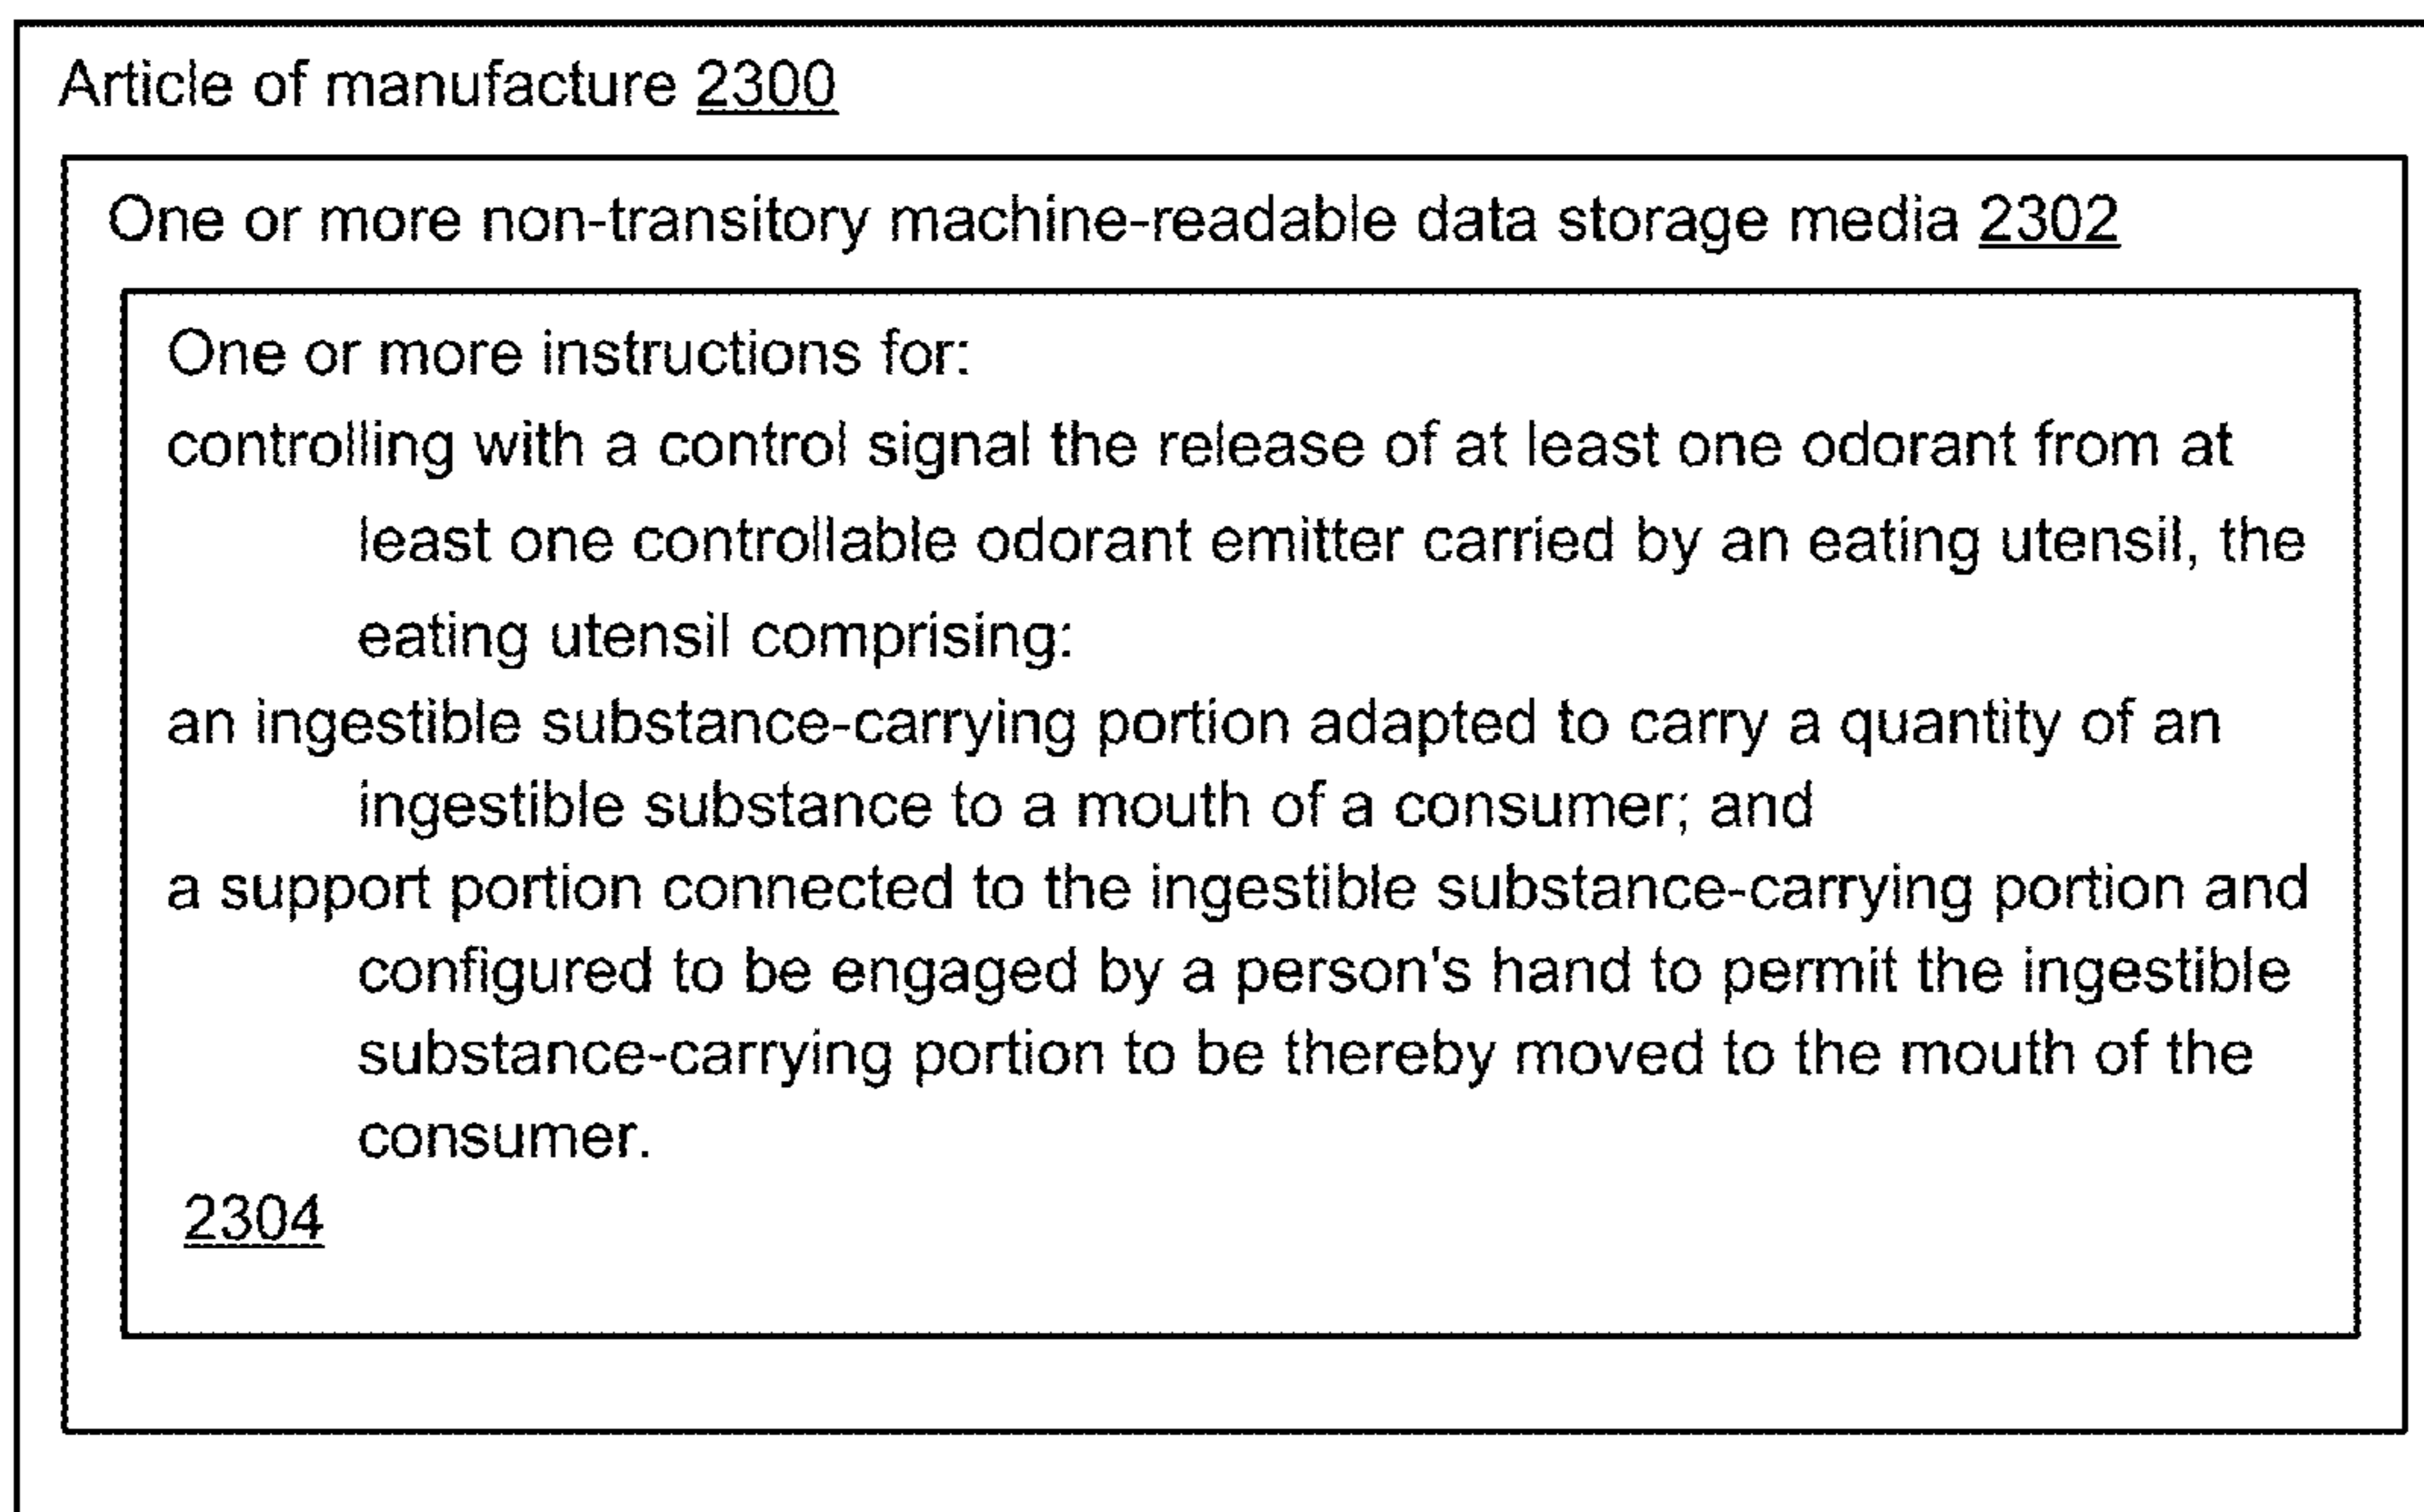 Article of manufacture 2300
One or more non-transitory machine-readable data storage media 2302
One or more instructions for:
controlling with a control signal the release of at least one odorant from at
least one controllable odorant emitter carried by an eating utensil, the
eating utensil comprising:
an ingestible substance-carrying portion adapted to carry a quantity of an
ingestible substance to a mouth of a consumer; and
a support portion connected to the ingestible substance-carrying portion and
configured to be engaged by a person's hand to permit the ingestible
substance-carrying portion to be thereby moved to the mouth of the
consumer.
2304